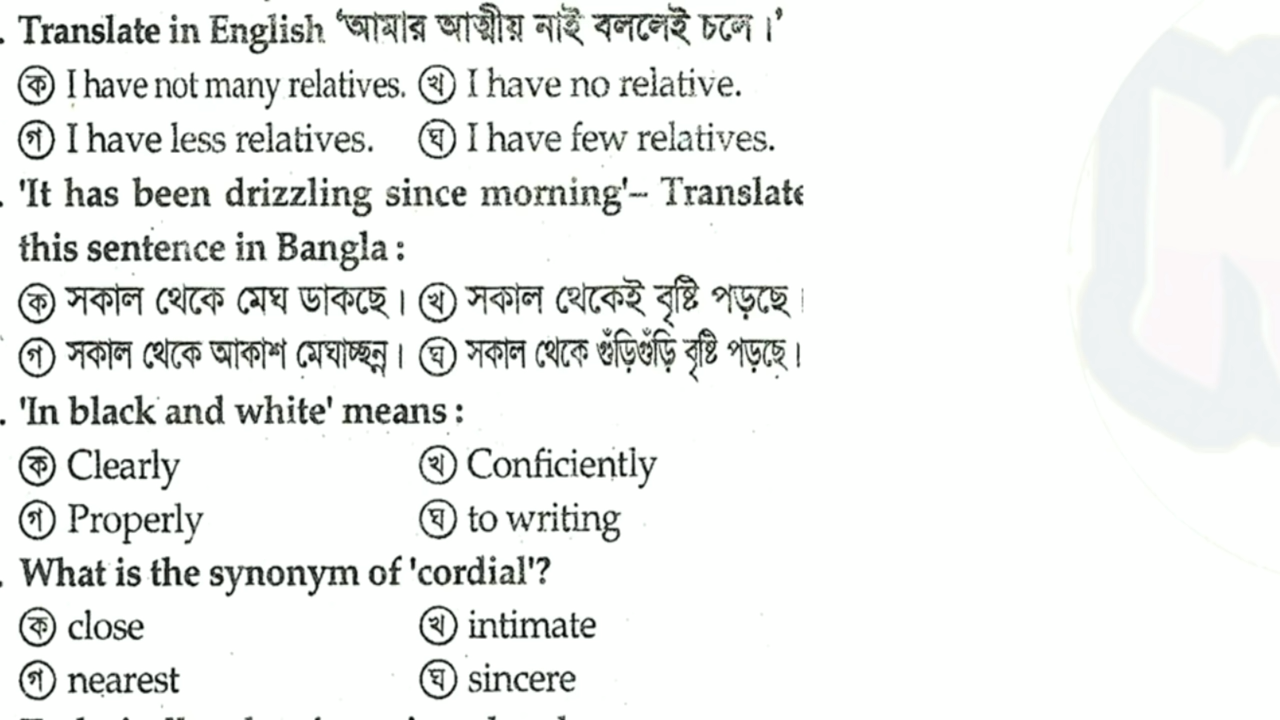 . Translate in English ‘আমার আত্মীয় নাই বললেই চলে।’
ক I have not many relatives. খ I have no relative.
গ I have less relatives. ঘ I have few relatives.
. 'It has been drizzling since morning'– Translate
this sentence in Bangla :
ক সকাল থেকে মেঘ ডাকছে। খ সকাল থেকেই বৃষ্টি পড়ছে।
গ সকাল থেকে আকাশ মেঘাচ্ছন্ন। ঘ সকাল থেকে গুঁড়িগুঁড়ি বৃষ্টি পড়ছে।
. 'In black and white' means :
ক Clearly খ Conficiently
গ Properly ঘ to writing
. What is the synonym of 'cordial'?
ক close খ intimate
গ nearest ঘ sincere